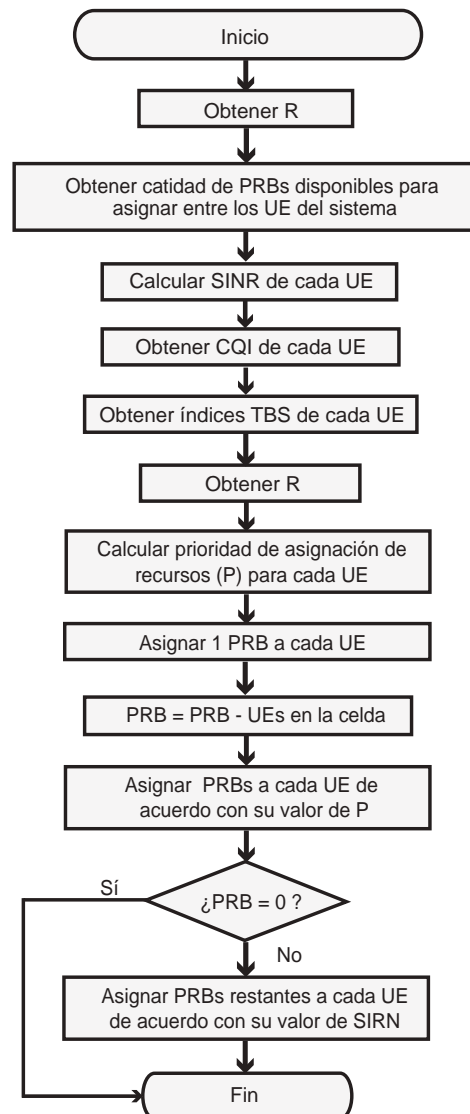 Inicio
Obtener R
Obtener catidad de PRBs disponibles para
asignar entre los UE del sistema
Calcular SINR de cada UE
Obtener CQI de cada UE
Obtener índices TBS de cada UE
Obtener R
Calcular prioridad de asignación de
recursos (P) para cada UE
Asignar 1 PRB a cada UE
PRB = PRB - UEs en la celda
Asignar PRBs a cada UE de
acuerdo con su valor de P
Sí
¿PRB = 0 ?
No
Asignar PRBs restantes a cada UE
de acuerdo con su valor de SIRN
Fin